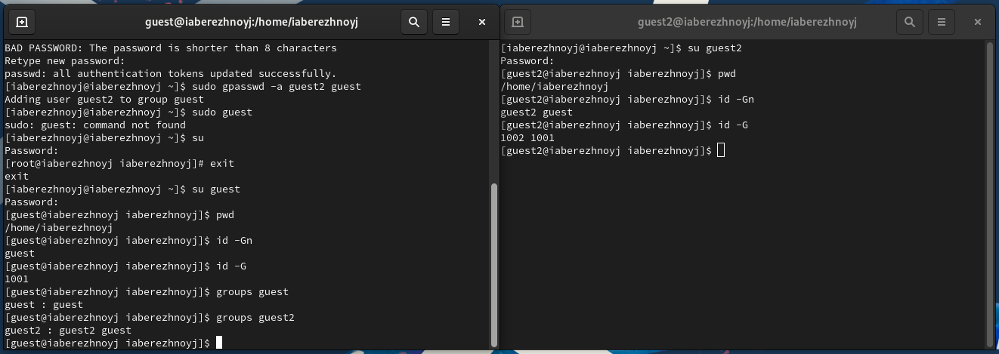 guest@iaberezhnoyj:/home/iaberezhnoyj
BAD PASSWORD: The password is shorter than 8 characters
Retype new password:
passwd: all authentication tokens updated successfully.
[iaberezhnoyj@iaberezhnoyj ~]$ sudo gpasswd -a guest2 guest
Adding user guest2 to group guest
[iaberezhnoyj@iaberezhnoyj ~]$ sudo guest
sudo: guest: command not found
[iaberezhnoyj@iaberezhnoyj ~]$ su
Password:
[root@iaberezhnoyj iaberezhnoyj]# exit
exit
[iaberezhnoyj@iaberezhnoyj ~]$ su guest
Password:
[guest@iaberezhnoyj iaberezhnoyj]$ pwd
/home/iaberezhnoyj
[guest@iaberezhnoyj iaberezhnoyj]$ id -Gn
guest
[guest@iaberezhnoyj iaberezhnoyj]$ id -G
1001
[guest@iaberezhnoyj iaberezhnoyj]$ groups guest
guest : guest
[guest@iaberezhnoyj iaberezhnoyj]$ groups guest2
guest2 : guest2 guest
[guest@iaberezhnoyj iaberezhnoyj]$
guest2@iaberezhnoyj:/home/iaberezhnoyj
[iaberezhnoyj@iaberezhnoyj ~]$ su guest2
Password:
[guest2@iaberezhnoyj iaberezhnoyj]$ pwd
/home/iaberezhnoyj
[guest2@iaberezhnoyj iaberezhnoyj]$ id -Gn
guest2 guest
[guest2@iaberezhnoyj iaberezhnoyj]$ id -G
1002 1001
[guest2@iaberezhnoyj iaberezhnoyj]$